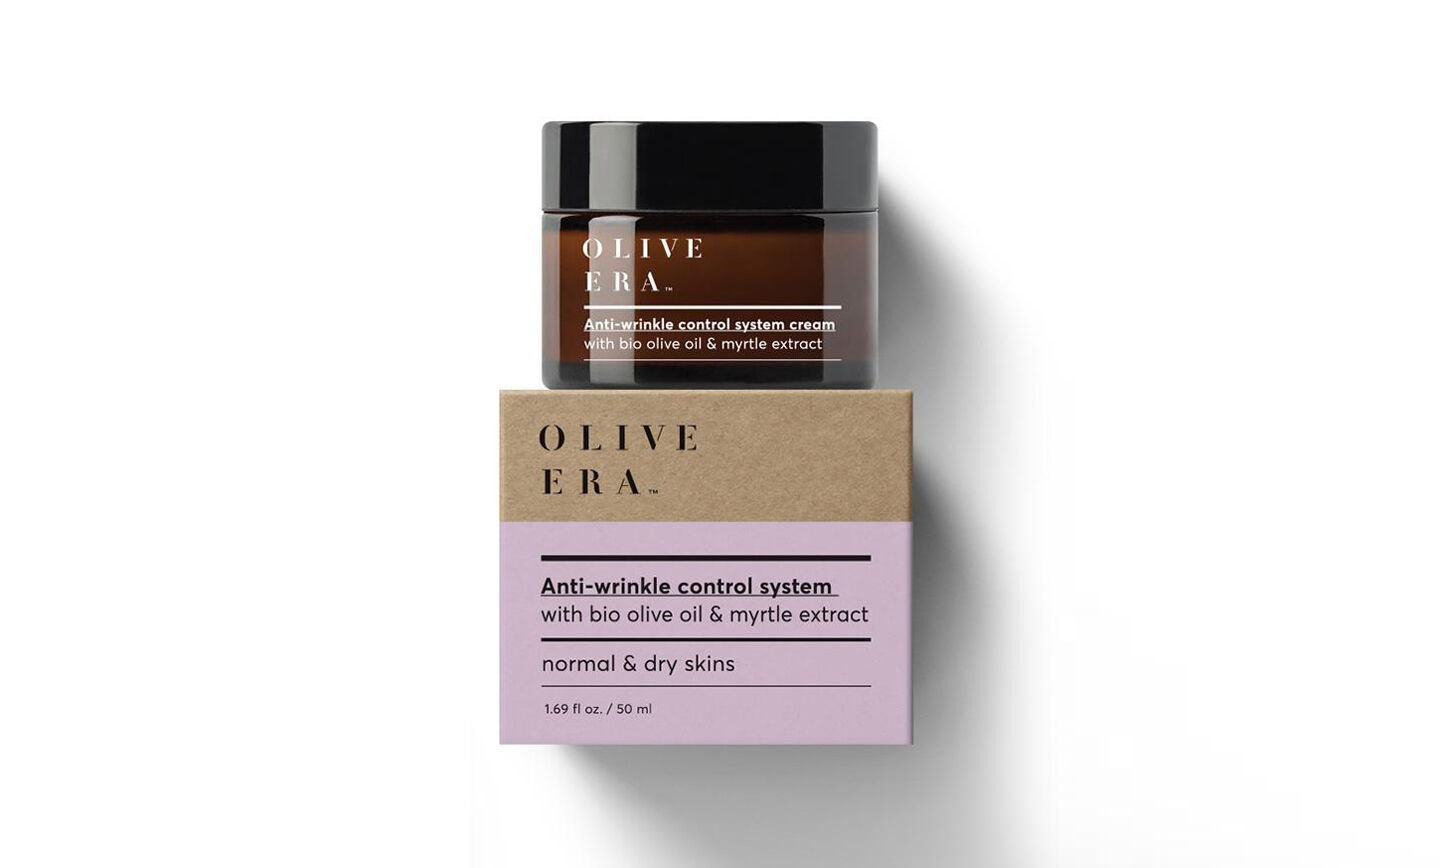 OLIVE
ERA™
Anti-wrinkle control system cream
with bio olive oil & myrtle extract
OLIVE
ERA™
Anti-wrinkle control system
with bio olive oil & myrtle extract
normal & dry skins
1.69 fl oz. / 50 ml